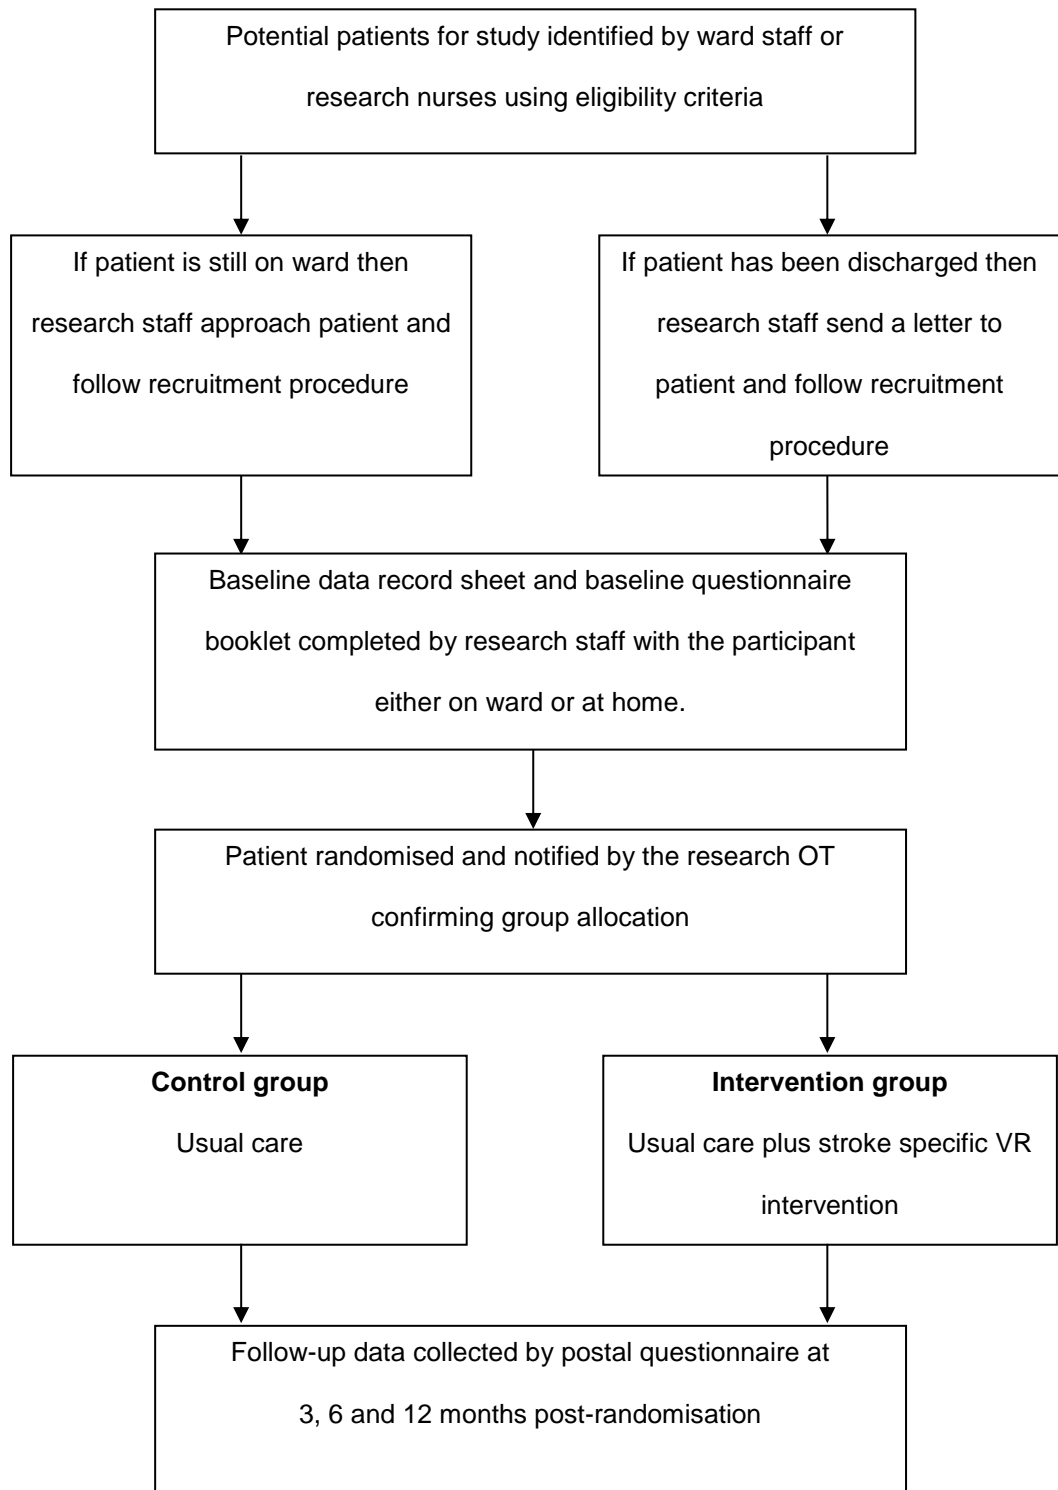 Potential patients for study identified by ward staff or
research nurses using eligibility criteria
If patient is still on ward then
research staff approach patient and
follow recruitment procedure
If patient has been discharged then
research staff send a letter to
patient and follow recruitment
procedure
Baseline data record sheet and baseline questionnaire
booklet completed by research staff with the participant
either on ward or at home.
Patient randomised and notified by the research OT
confirming group allocation
Control group
Usual care
Intervention group
Usual care plus stroke specific VR
intervention
Follow-up data collected by postal questionnaire at
3, 6 and 12 months post-randomisation